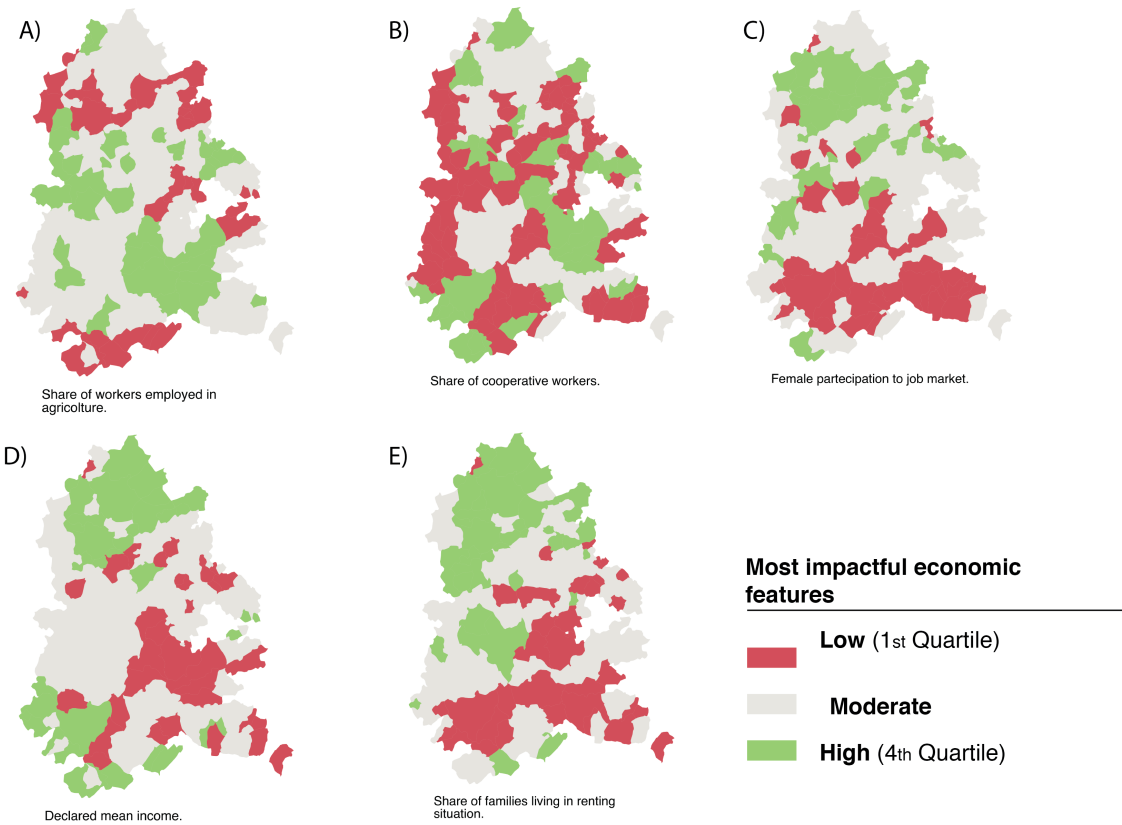 A)
B)
C)
Share of workers employed in
agricolture.
Share of cooperative workers.
Female partecipation to job market.
D)
E)
Declared mean income.
Share of families living in renting
situation.
Most impactful economic
features
Low (1st Quartile)
Moderate
High (4th Quartile)